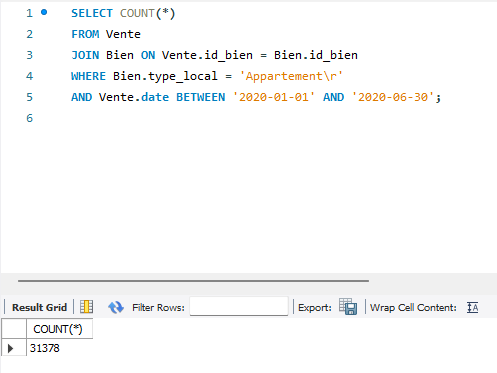 1 SELECT COUNT(*)
2 FROM Vente
3 JOIN Bien ON Vente.id_bien = Bien.id_bien
4 WHERE Bien.type_local = 'Appartement\r'
5 AND Vente.date BETWEEN '2020-01-01' AND '2020-06-30';
6
Result Grid Filter Rows: Export: Wrap Cell Content: IA
COUNT(*)
31378